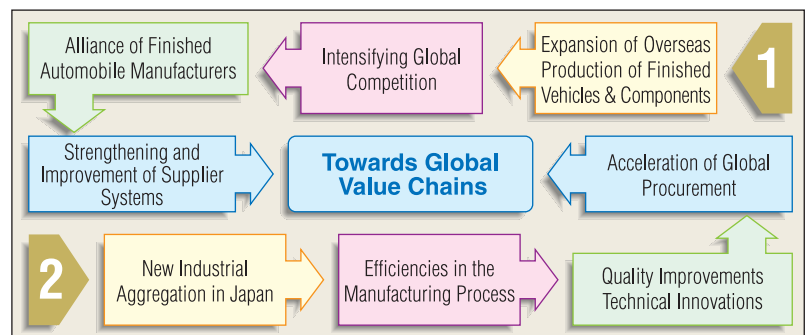 Alliance of Finished
Automobile Manufacturers
Intensifying Global
Competition
Expansion of Overseas
Production of Finished
Vehicles & Components
1
Strengthening and
Improvement of Supplier
Systems
Towards Global
Value Chains
Acceleration of Global
Procurement
2
New Industrial
Aggregation in Japan
Efficiencies in the
Manufacturing Process
Quality Improvements
Technical Innovations